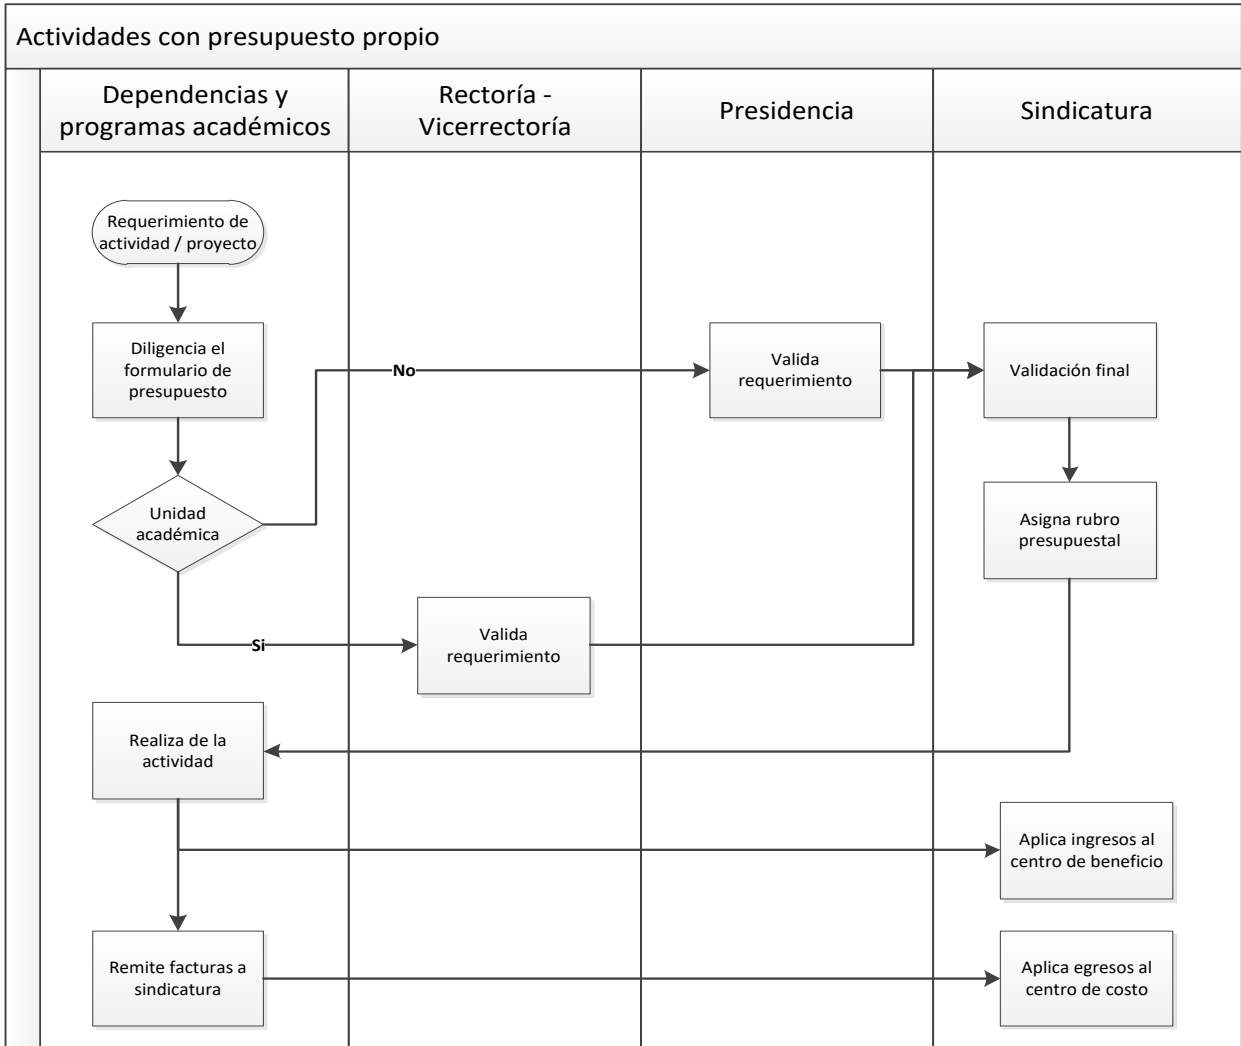 Actividades con presupuesto propio
Dependencias y
programas académicos
Rectoría -
Vicerrectoría
Presidencia
Sindicatura
Requerimiento de
actividad / proyecto
Diligencia el
formulario de
presupuesto
No
Valida
requerimiento
Validación final
Unidad
académica
Asigna rubro
presupuestal
Si
Valida
requerimiento
Realiza de la
actividad
Aplica ingresos al
centro de beneficio
Remite facturas a
sindicatura
Aplica egresos al
centro de costo